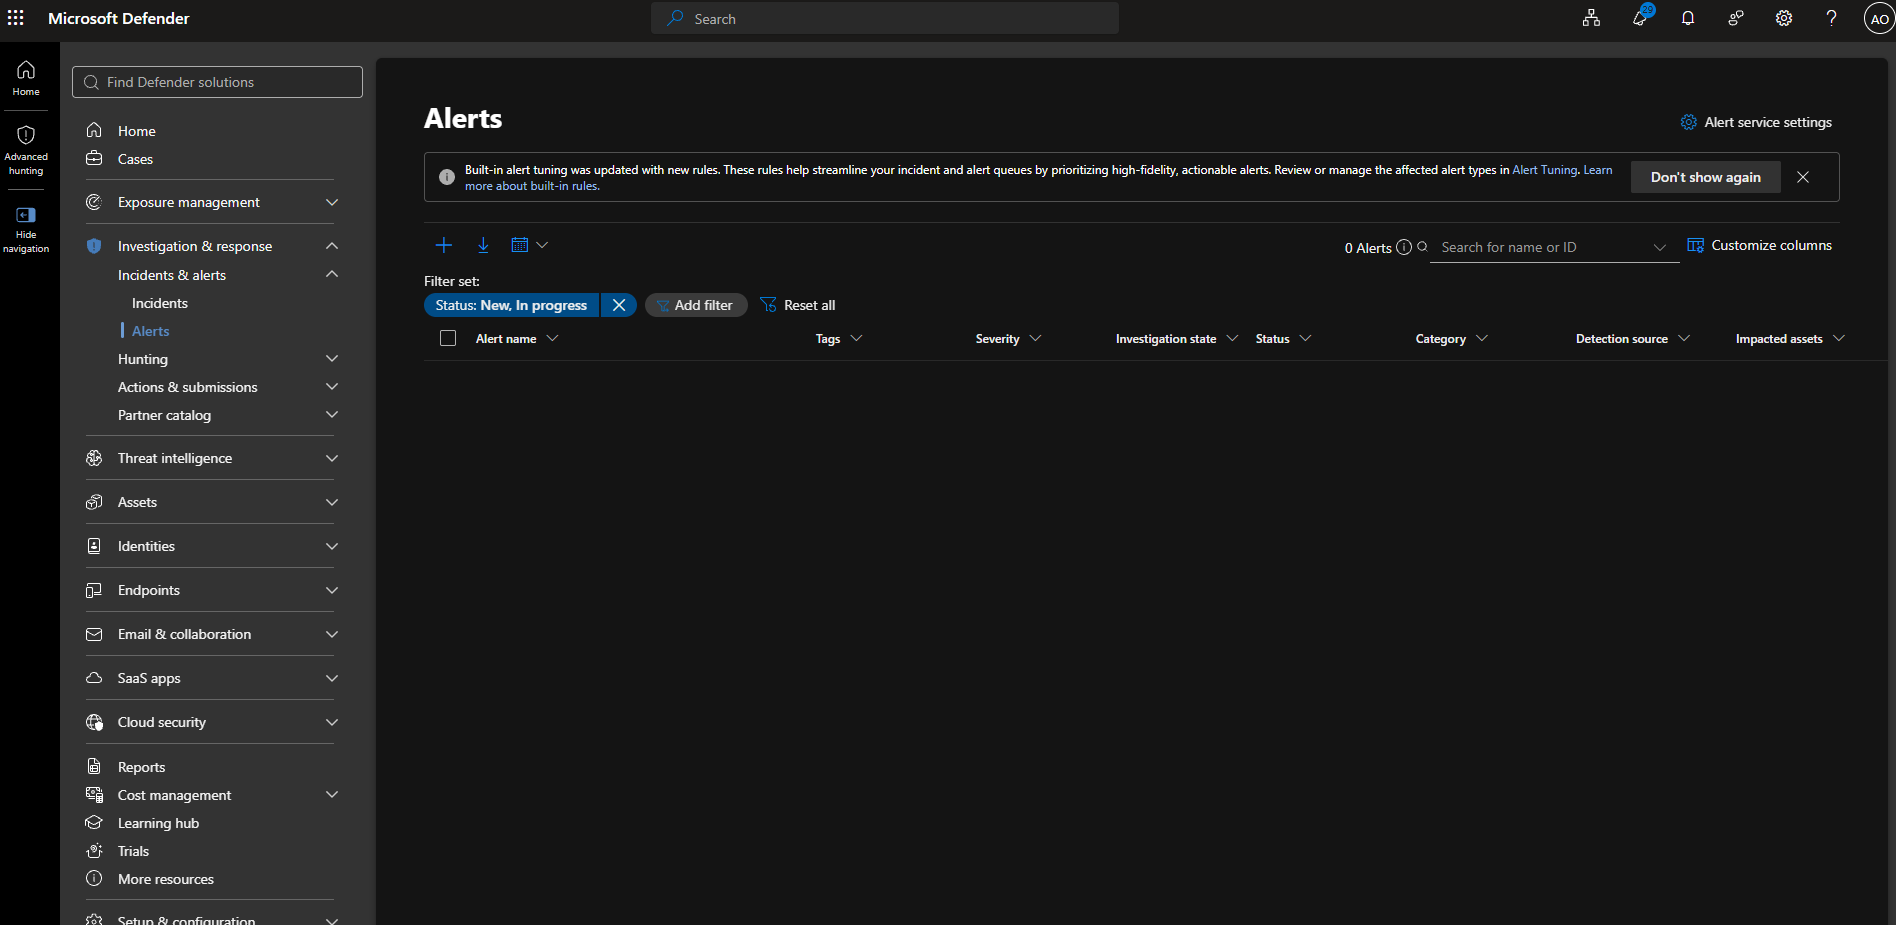 Microsoft Defender
Search
29
AO
Home
Advanced
hunting
Hide
navigation
Find Defender solutions
Home
Cases
Exposure management
Investigation & response
Incidents & alerts
Incidents
Alerts
Hunting
Actions & submissions
Partner catalog
Threat intelligence
Assets
Identities
Endpoints
Email & collaboration
SaaS apps
Cloud security
Reports
Cost management
Learning hub
Trials
More resources
Setup & configuration
Alerts
Alert service settings
Built-in alert tuning was updated with new rules. These rules help streamline your incident and alert queues by prioritizing high-fidelity, actionable alerts. Review or manage the affected alert types in Alert Tuning. Learn
more about built-in rules.
Don't show again
0 Alerts
Search for name or ID
Customize columns
Filter set:
Status: New, In progress
Add filter
Reset all
Alert name Tags Severity Investigation state Status Category Detection source Impacted assets